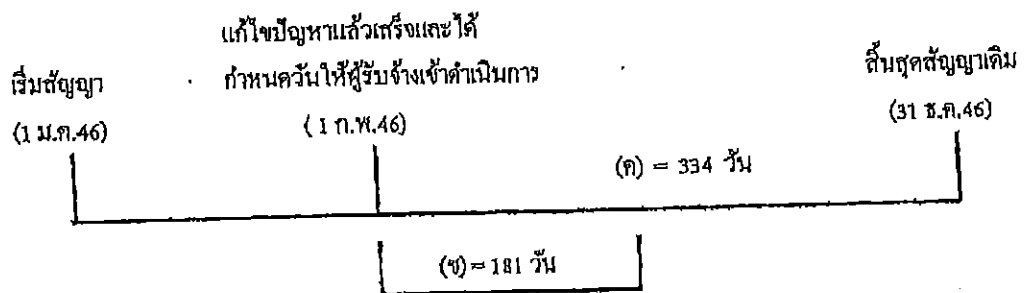 แก้ไขปัญหาแล้วเสร็จและได้
กำหนดวันให้ผู้รับจ้างเข้าดำเนินการ
เริ่มสัญญา
สิ้นสุดสัญญาเดิม
(1 ม.ค.46)
(1 ก.พ.46)
(31 ธ.ค.46)
(ค) = 334 วัน
(ข) = 181 วัน